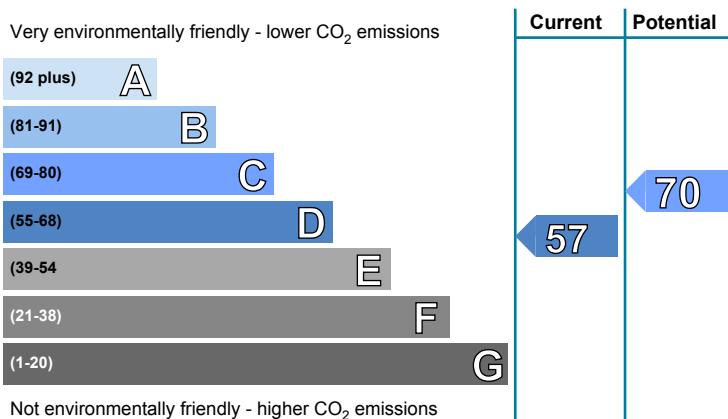 Current Potential
Very environmentally friendly - lower CO2 emissions
(92 plus) A
(81-91) B
(69-80) C
70
(55-68) D
57
(39-54 E
(21-38) F
(1-20) G
Not environmentally friendly - higher CO2 emissions